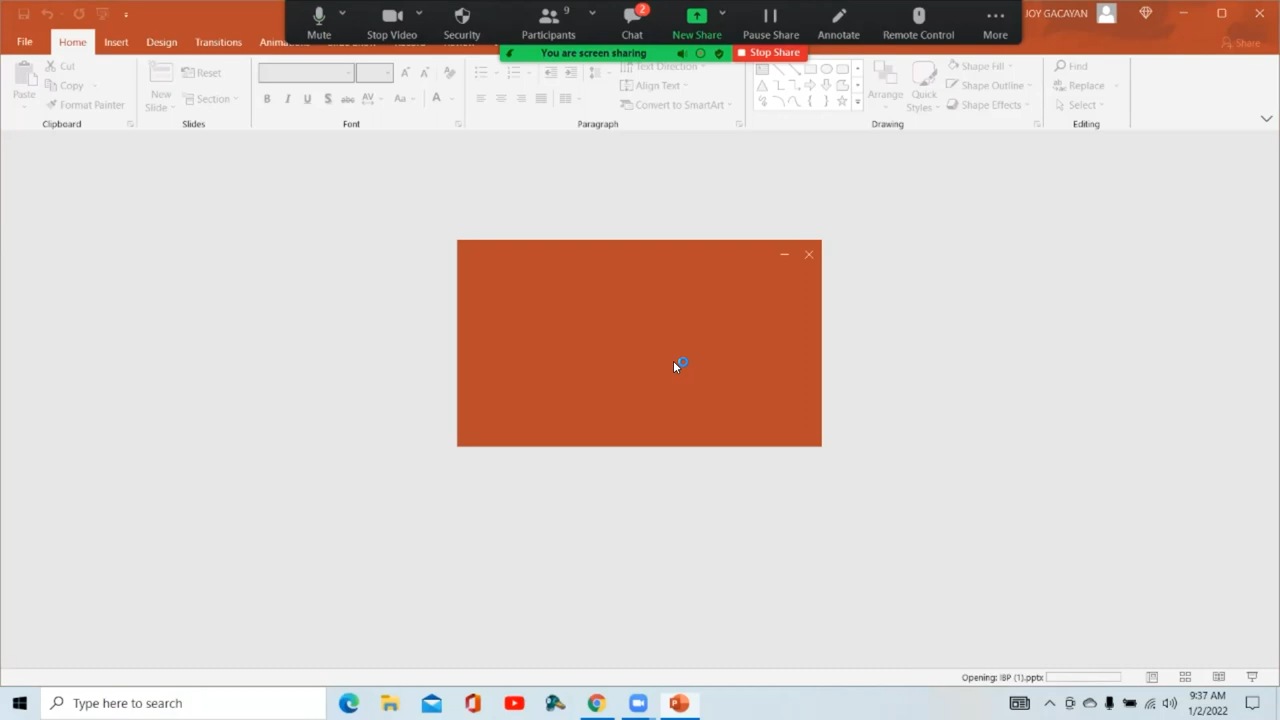 9
2
JOY GACAYAN
Mute
Stop Video
Security
Participants
Chat
New Share
Pause Share
Annotate
Remote Control
More
You are screen sharing
Stop Share
File
Home
Insert
Design
Transitions
Share
Paste
Cut
Copy
Format Painter
Clipboard
New Slide
Reset
Section
Slides
B I U S abc AV Aa A
Font
Text Direction
Align Text
Convert to SmartArt
Paragraph
Arrange
Quick Styles
Shape Fill
Shape Outline
Shape Effects
Drawing
Find
Replace
Select
Editing
Opening: IBP (1).pptx
Type here to search
9:37 AM
1/2/2022